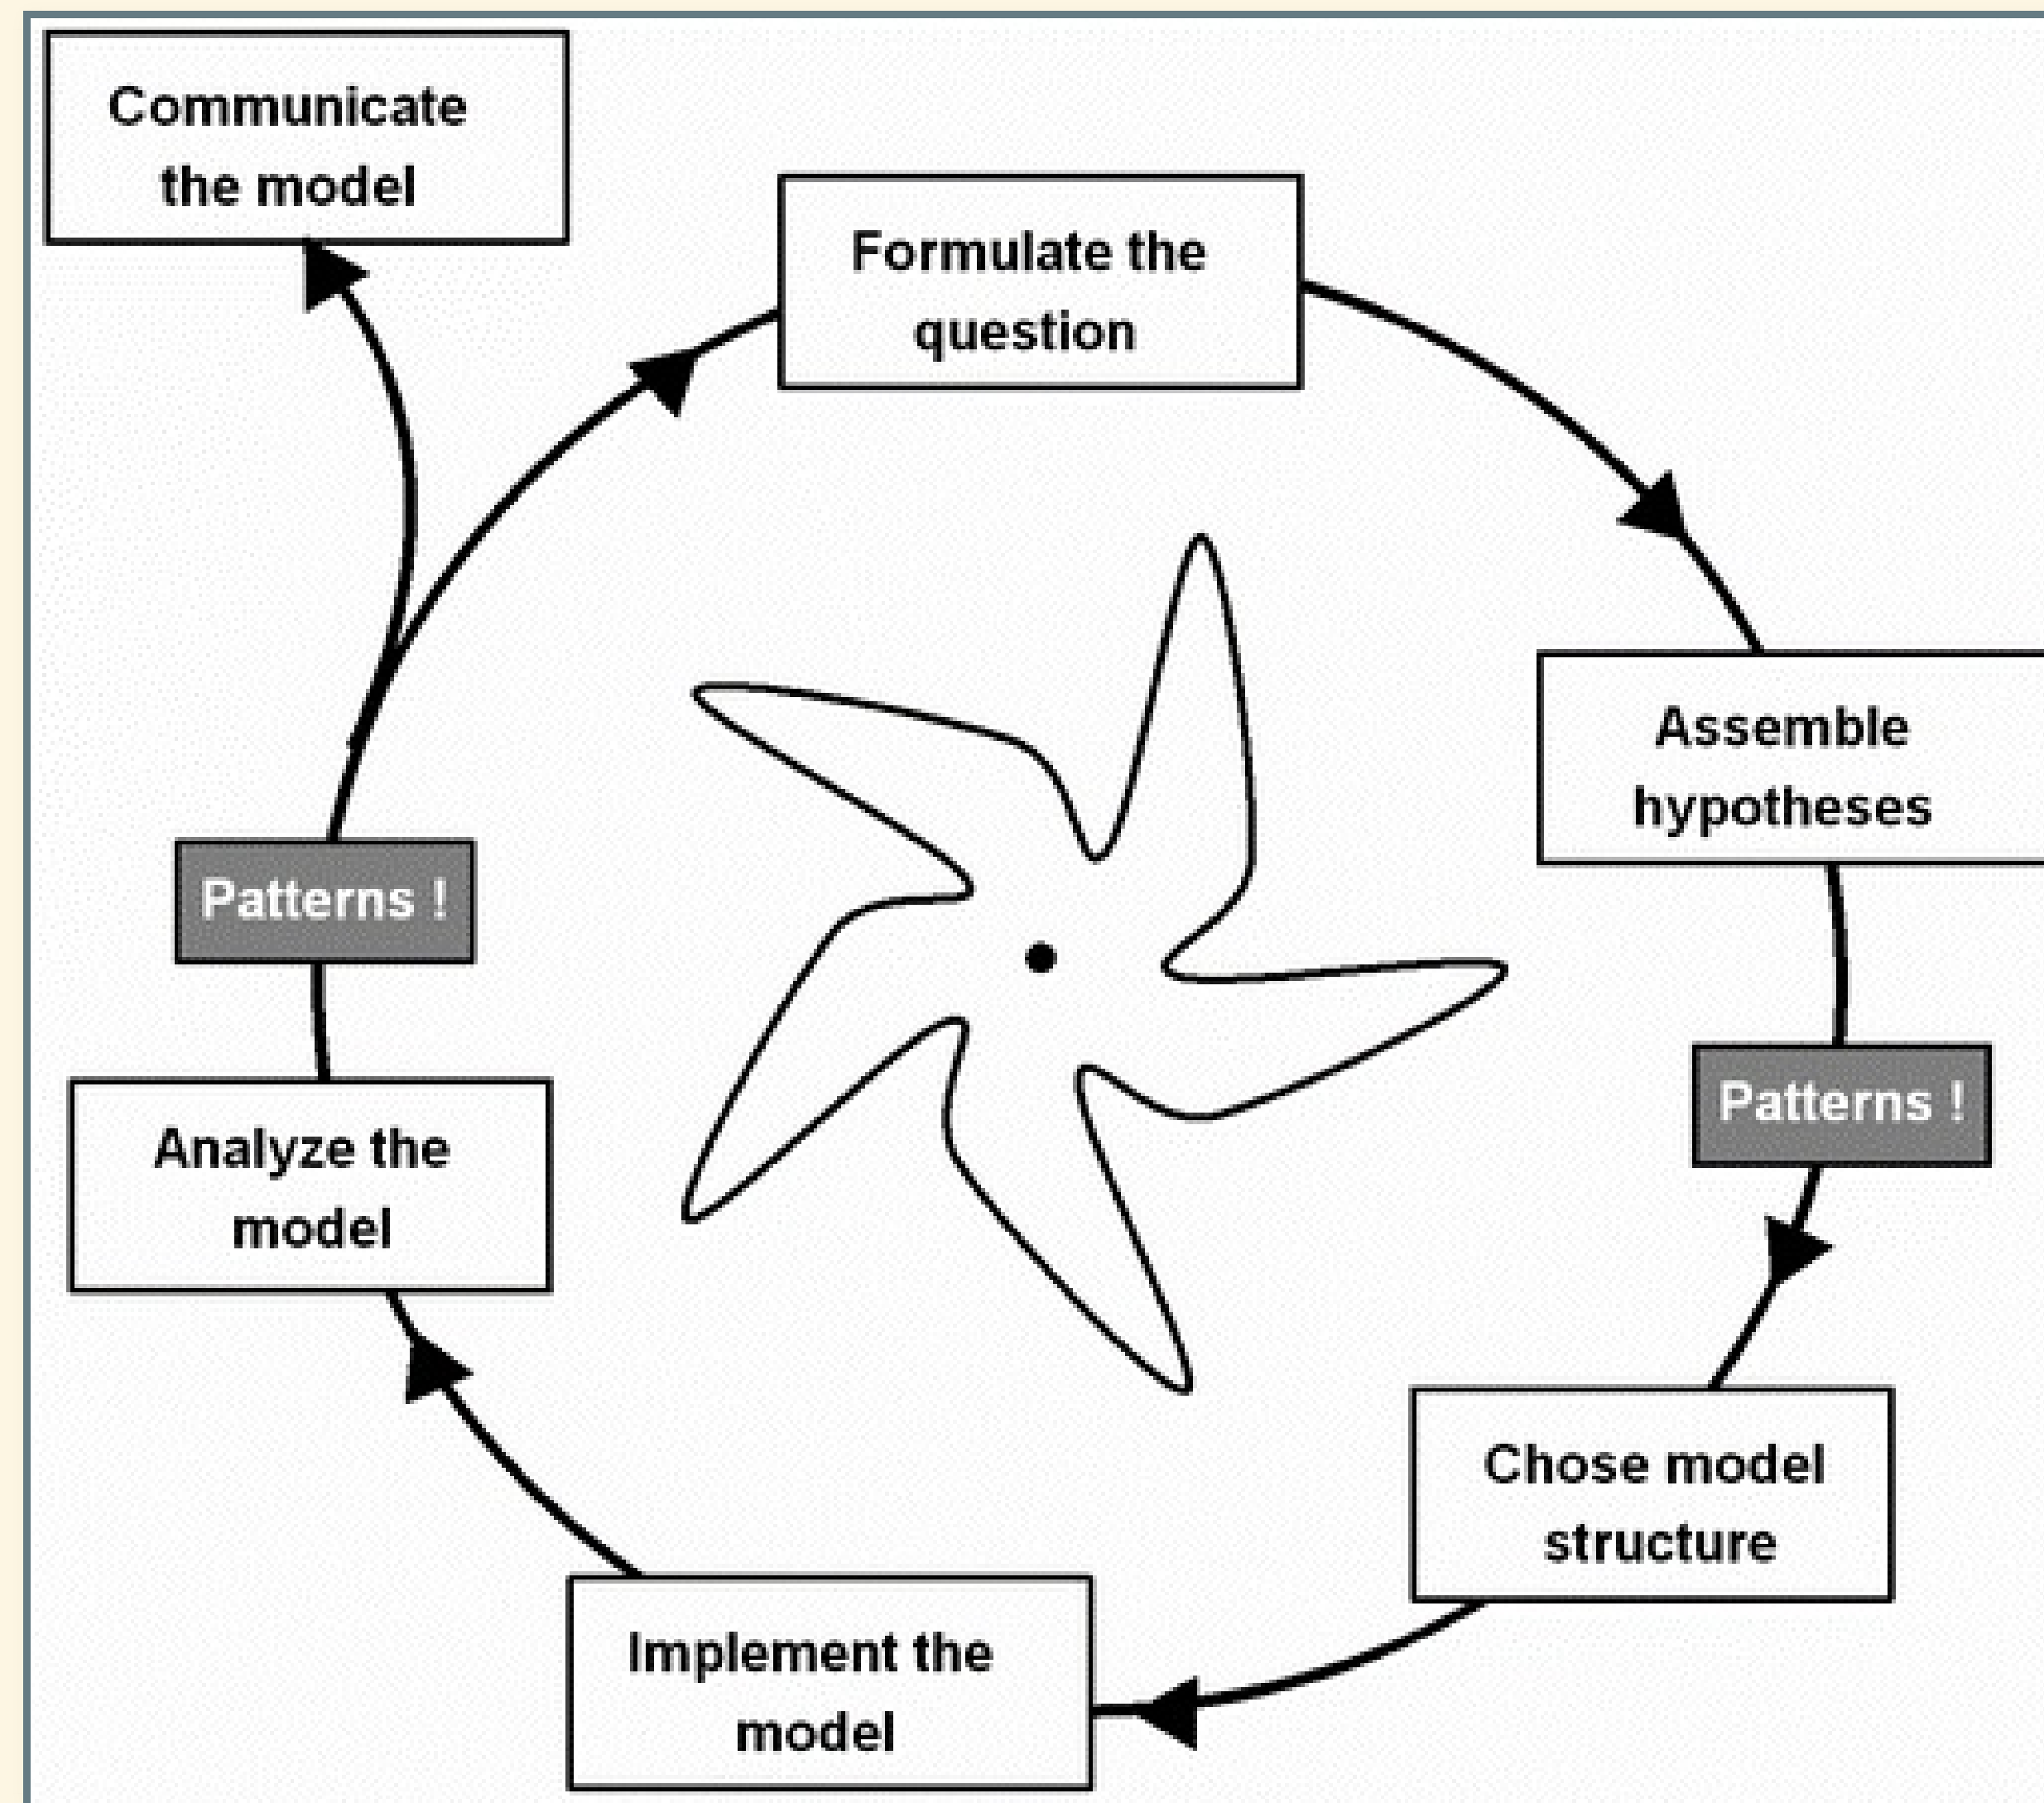 Communicate
the model
Formulate the
question
Assemble
hypotheses
Patterns !
Patterns !
Analyze the
model
Chose model
structure
Implement the
model